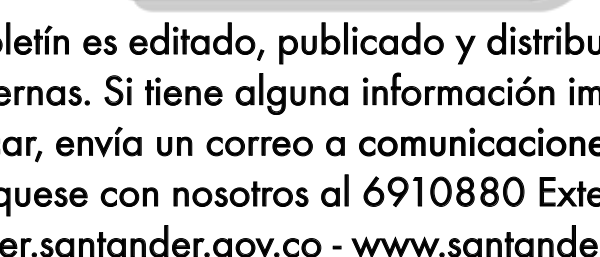 oletín es editado, publicado y distribu
ernas. Si tiene alguna información im
ar, envía un correo a comunicacione
quese con nosotros al 6910880 Exte
er.santander.gov.co - www.santande